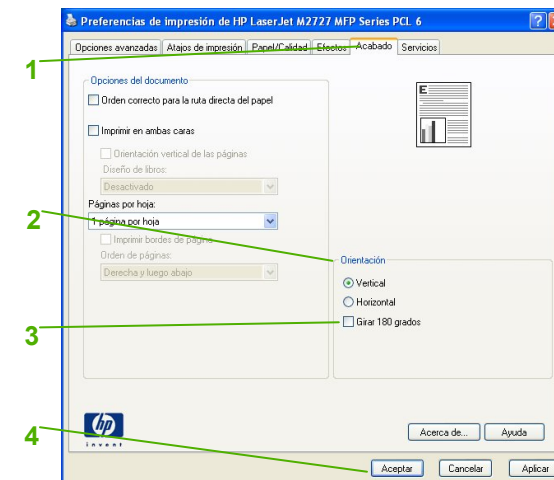 Preferencias de impresión de HP LaserJet M2727 MFP Series PCL 6
?
Opciones avanzadas Atajos de impresión Papel/Calidad Efectos Acabado Servicios
1
Opciones del documento
Orden correcto para la ruta directa del papel
E
Imprimir en ambas caras
Orientación vertical de las páginas
Diseño de libros:
Desactivado
Páginas por hoja:
2
1 página por hoja
Imprimir bordes de página
Orden de páginas:
Orientación
Derecha y luego abajo
Vertical
Horizontal
3
Girar 180 grados
hp
invent
4
Acerca de... Ayuda
Aceptar Cancelar Aplicar